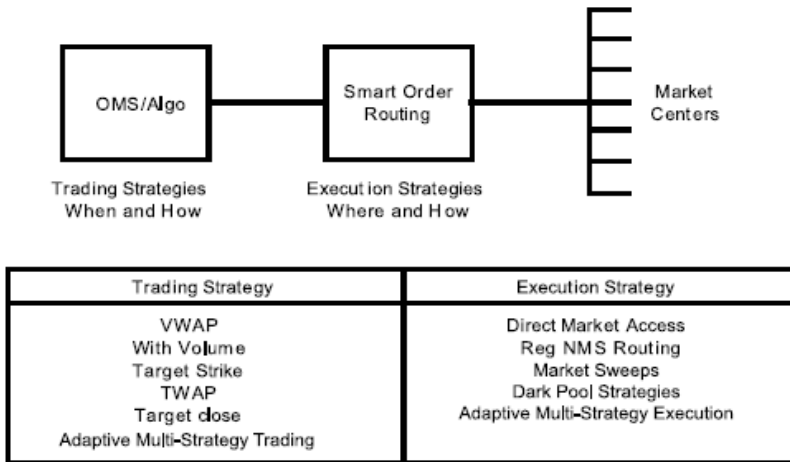 OMS/Algo
Smart Order
Routing
Market
Centers
Trading Strategies
When and How
Execution Strategies
Where and How
Trading Strategy
Execution Strategy
VWAP
With Volume
Target Strike
TWAP
Target close
Adaptive Multi-Strategy Trading
Direct Market Access
Reg NMS Routing
Market Sweeps
Dark Pool Strategies
Adaptive Multi-Strategy Execution